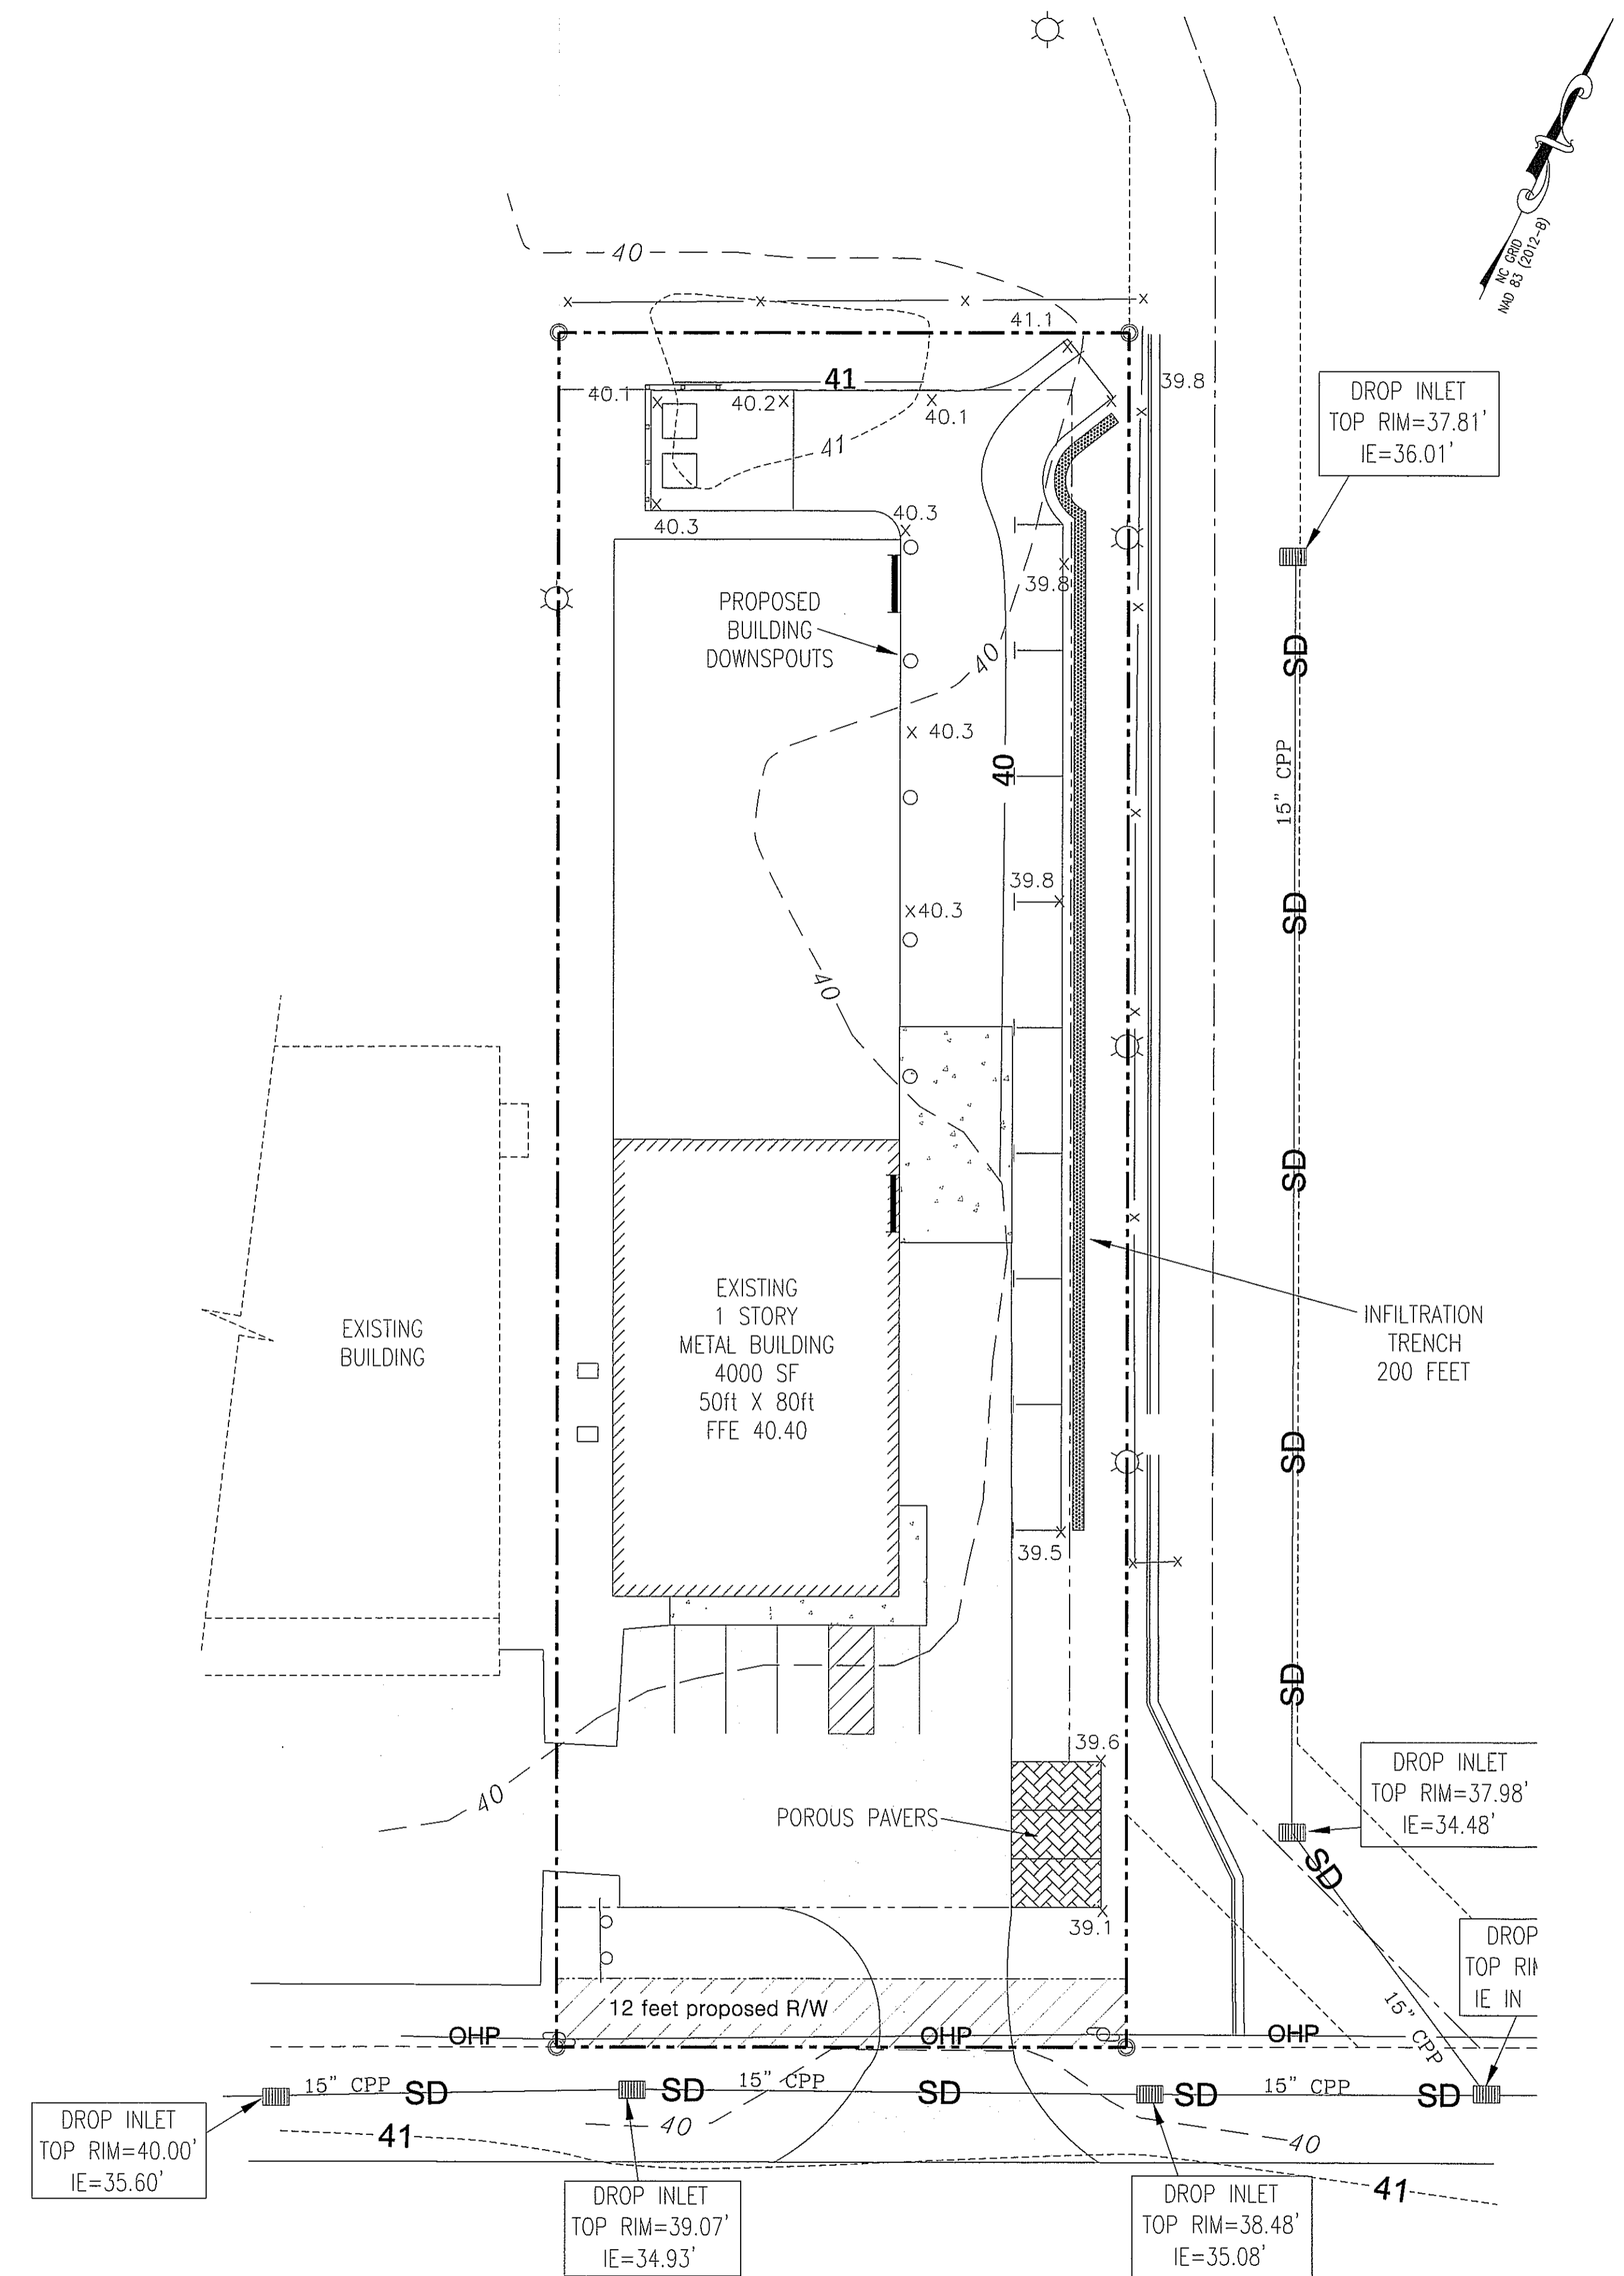 NC GRID
NAD 83 (2012-B)
40
41.1
41
40.1
40.2
40.1
39.8
DROP INLET
TOP RIM=37.81'
IE=36.01'
41
40.3
40.3
39.8
PROPOSED
BUILDING
DOWNSPOUTS
SD
40
40.3
40
15" CPP
39.8
40.3
SD
40
SD
EXISTING
BUILDING
EXISTING
1 STORY
METAL BUILDING
4000 SF
50ft X 80ft
FFE 40.40
INFILTRATION
TRENCH
200 FEET
SD
39.5
SD
39.6
40
POROUS PAVERS
DROP INLET
TOP RIM=37.98'
IE=34.48'
SD
39.1
DROP
TOP RIM
IE IN
12 feet proposed R/W
15" CPP
OHP
OHP
OHP
15" CPP
SD
SD
15" CPP
SD
SD
15" CPP
SD
40
40
41
41
DROP INLET
TOP RIM=40.00'
IE=35.60'
DROP INLET
TOP RIM=39.07'
IE=34.93'
DROP INLET
TOP RIM=38.48'
IE=35.08'